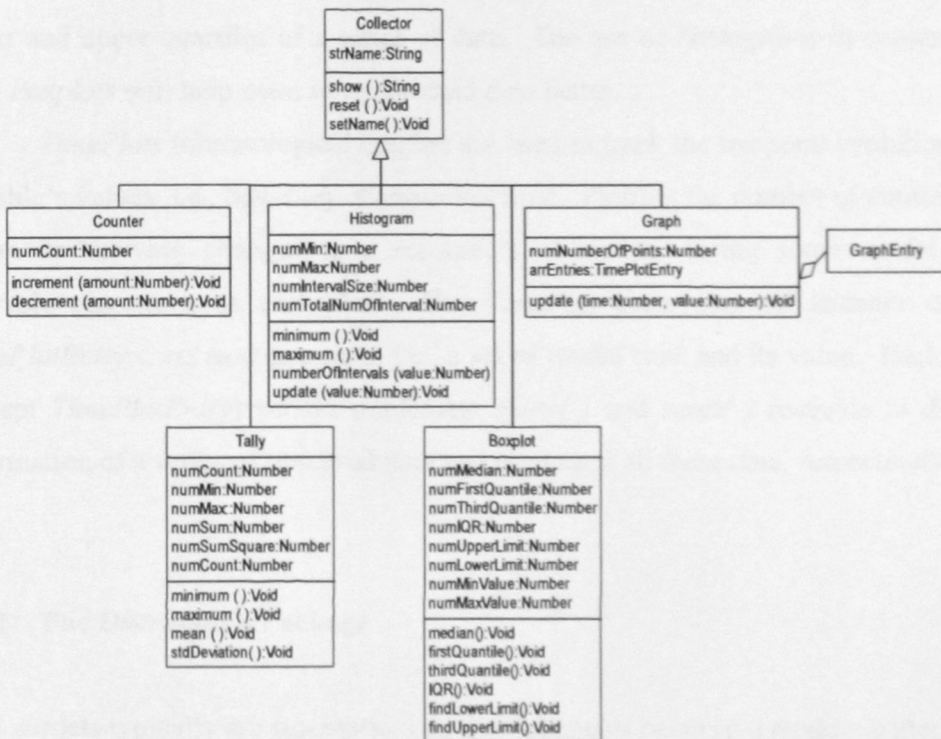 Collector
strName:String
show ( ):String
reset ( ):Void
setName( ):Void
Counter
numCount:Number
increment (amount:Number):Void
decrement (amount:Number):Void
Histogram
numMin:Number
numMax:Number
numIntervalSize:Number
numTotalNumOfInterval:Number
minimum ( ):Void
maximum ( ):Void
numberOfIntervals (value:Number)
update (value:Number):Void
Graph
numNumberOfPoints:Number
arrEntries:TimePlotEntry
update (time:Number, value:Number):Void
GraphEntry
Tally
numCount:Number
numMin:Number
numMax:Number
numSum:Number
numSumSquare:Number
numCount:Number
minimum ( ):Void
maximum ( ):Void
mean ( ):Void
stdDeviation( ):Void
Boxplot
numMedian:Number
numFirstQuantile:Number
numThirdQuantile:Number
numIQR:Number
numUpperLimit:Number
numLowerLimit:Number
numMinValue:Number
numMaxValue:Number
median():Void
firstQuantile():Void
thirdQuantile():Void
IQR():Void
findLowerLimit():Void
findUpperLimit():Void